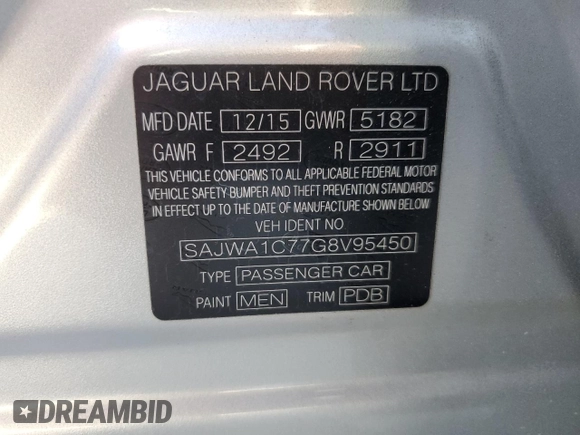 JAGUAR LAND ROVER LTD
MFD DATE 12/15 GVWR 5182
GAWR F 2492 R 2911
THIS VEHICLE CONFORMS TO ALL APPLICABLE FEDERAL MOTOR
VEHICLE SAFETY-BUMPER AND THEFT PREVENTION STANDARDS
IN EFFECT UP TO THE DATE OF MANUFACTURE SHOWN BELOW.
VEH IDENT NO
SAJWA1C77G8V95450
TYPE PASSENGER CAR
PAINT MEN TRIM PDB
DREAMBID